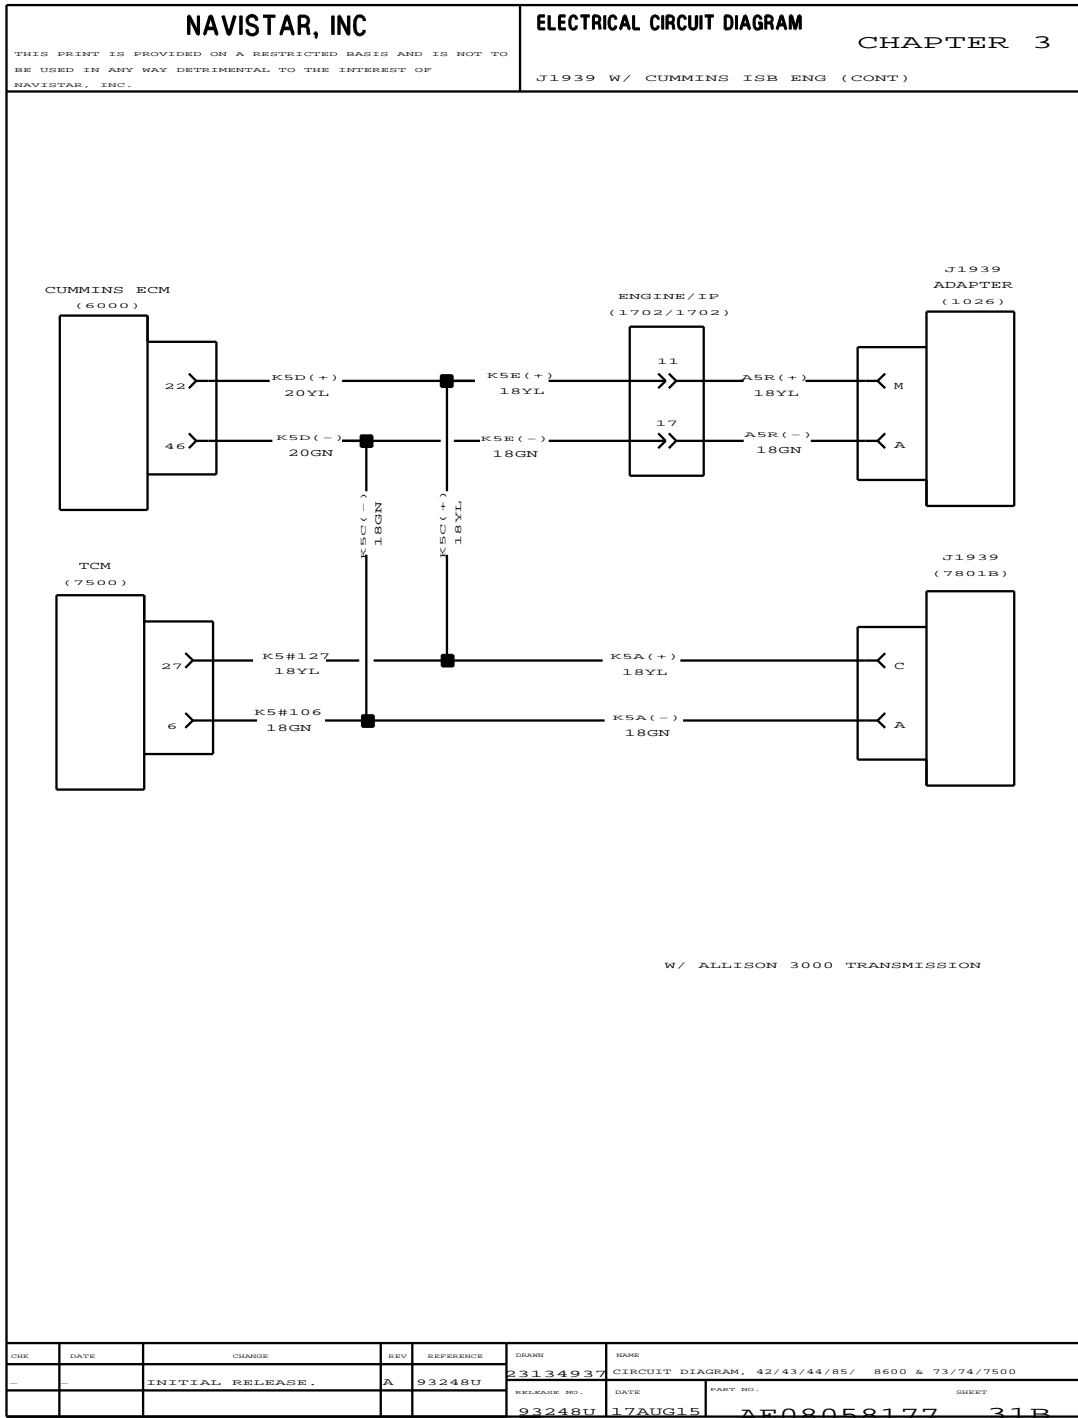 NAVISTAR, INC
THIS PRINT IS PROVIDED ON A RESTRICTED BASIS AND IS NOT TO
BE USED IN ANY WAY DETRIMENTAL TO THE INTEREST OF
NAVISTAR, INC.
ELECTRICAL CIRCUIT DIAGRAM
CHAPTER 3
J1939 W/ CUMMINS ISB ENG (CONT)
CUMMINS ECM
(6000)
22
46
K5D(+)
20YL
K5D(-)
20GN
K5E(+)
18YL
K5E(-)
18GN
ENGINE/IP
(1702/1702)
11
17
A5R(+)
18YL
A5R(-)
18GN
J1939
ADAPTER
(1026)
M
A
K5C(-)
18GN
K5C(+)
18YL
TCM
(7500)
27
6
K5#127
18YL
K5#106
18GN
K5A(+)
18YL
K5A(-)
18GN
J1939
(7801B)
C
A
W/ ALLISON 3000 TRANSMISSION
CHK DATE CHANGE REV REFERENCE
- - INITIAL RELEASE. A 93248U
DRAWN
23134937
NAME
CIRCUIT DIAGRAM, 42/43/44/85/ 8600 & 73/74/7500
RELEASE NO.
93248U
DATE
17AUG15
PART NO.
AE08058177
SHEET
31B